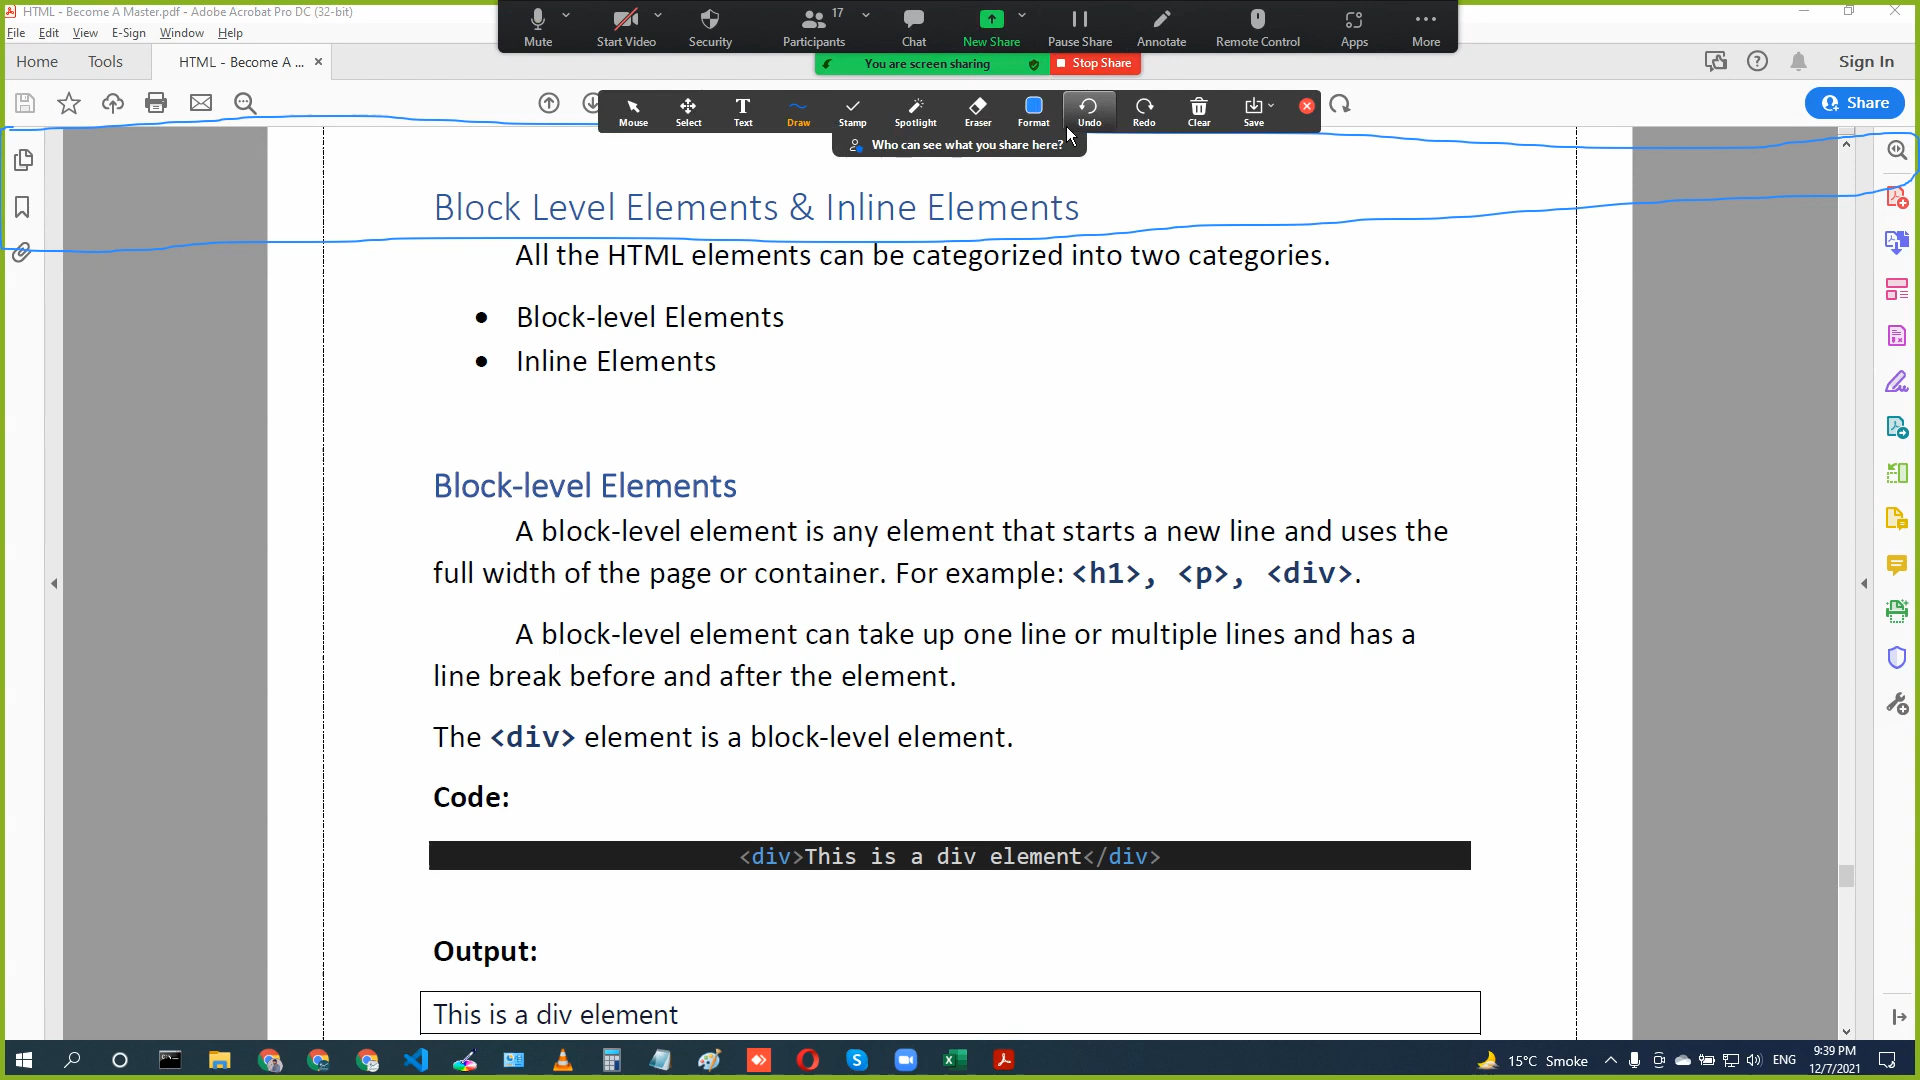 HTML - Become A Master.pdf - Adobe Acrobat Pro DC (32-bit)
File Edit View E-Sign Window Help
Mute Start Video Security Participants 17 Chat New Share Pause Share Annotate Remote Control Apps More
You are screen sharing Stop Share
Home Tools HTML - Become A ... × Sign In
Mouse Select Text Draw Stamp Spotlight Eraser Format Undo Redo Clear Save
Share
Who can see what you share here?
Block Level Elements & Inline Elements
All the HTML elements can be categorized into two categories.
• Block-level Elements
• Inline Elements
Block-level Elements
A block-level element is any element that starts a new line and uses the
full width of the page or container. For example: <h1>, <p>, <div>.
A block-level element can take up one line or multiple lines and has a
line break before and after the element.
The <div> element is a block-level element.
Code:
<div>This is a div element</div>
Output:
This is a div element
15°C Smoke ENG 9:39 PM
12/7/2021